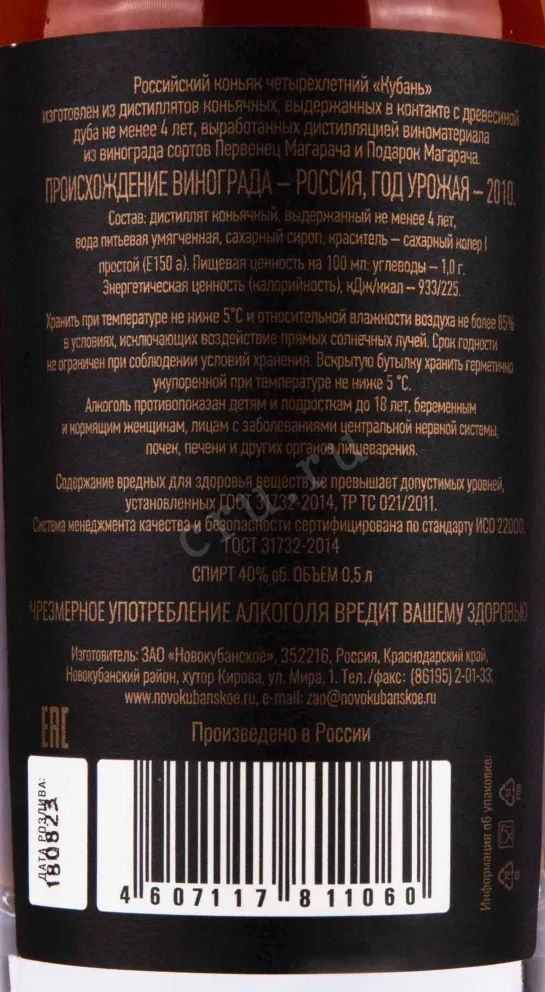 Российский коньяк четырехлетний «Кубань»
изготовлен из дистиллятов коньячных, выдержанных в контакте с древесиной
дуба не менее 4 лет, выработанных дистилляцией виноматериала
из винограда сортов Первенец Магарача и Подарок Магарача.
ПРОИСХОЖДЕНИЕ ВИНОГРАДА – РОССИЯ, ГОД УРОЖАЯ – 2010.
Состав: дистиллят коньячный, выдержанный не менее 4 лет,
вода питьевая умягченная, сахарный сироп, краситель – сахарный колер I
простой (Е150 а). Пищевая ценность на 100 мл: углеводы – 1,0 г.
Энергетическая ценность (калорийность), кДж/ккал – 933/225.
Хранить при температуре не ниже 5°С и относительной влажности воздуха не более 85%
в условиях, исключающих воздействие прямых солнечных лучей. Срок годности
не ограничен при соблюдении условий хранения. Вскрытую бутылку хранить герметично
укупоренной при температуре не ниже 5 °С.
Алкоголь противопоказан детям и подросткам до 18 лет, беременным
и кормящим женщинам, лицам с заболеваниями центральной нервной системы,
почек, печени и других органов пищеварения.
Содержание вредных для здоровья веществ не превышает допустимых уровней,
установленных ГОСТ 31732-2014, ТР ТС 021/2011.
Система менеджмента качества и безопасности сертифицирована по стандарту ИСО 22000.
ГОСТ 31732-2014
СПИРТ 40% об. ОБЪЕМ 0,5 л
ЧРЕЗМЕРНОЕ УПОТРЕБЛЕНИЕ АЛКОГОЛЯ ВРЕДИТ ВАШЕМУ ЗДОРОВЬЮ
Изготовитель: ЗАО «Новокубанское», 352216, Россия, Краснодарский край,
Новокубанский район, хутор Кирова, ул. Мира, 1. Тел./факс: (86195) 2-01-33;
www.novokubanskoe.ru, e-mail: zao@novokubanskoe.ru
EAC
Произведено в России
ДАТА РОЗЛИВА:
180823
4 607117 811060
Информация об упаковке:
cru.ru